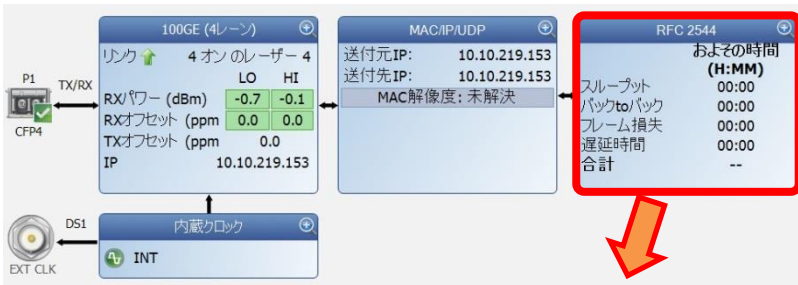 100GE (4レーン)
リンク 4 オン のレーザー 4
LO HI
RXパワー (dBm) -0.7 -0.1
RXオフセット (ppm 0.0 0.0
TXオフセット (ppm 0.0
IP 10.10.219.153
P1
TX/RX
CFP4
MAC/IP/UDP
送付元IP: 10.10.219.153
送付先IP: 10.10.219.153
MAC解像度: 未解決
RFC 2544
およその時間
(H:MM)
スループット 00:00
バックtoバック 00:00
フレーム損失 00:00
遅延時間 00:00
合計 --
DS1
EXT CLK
内蔵クロック
INT